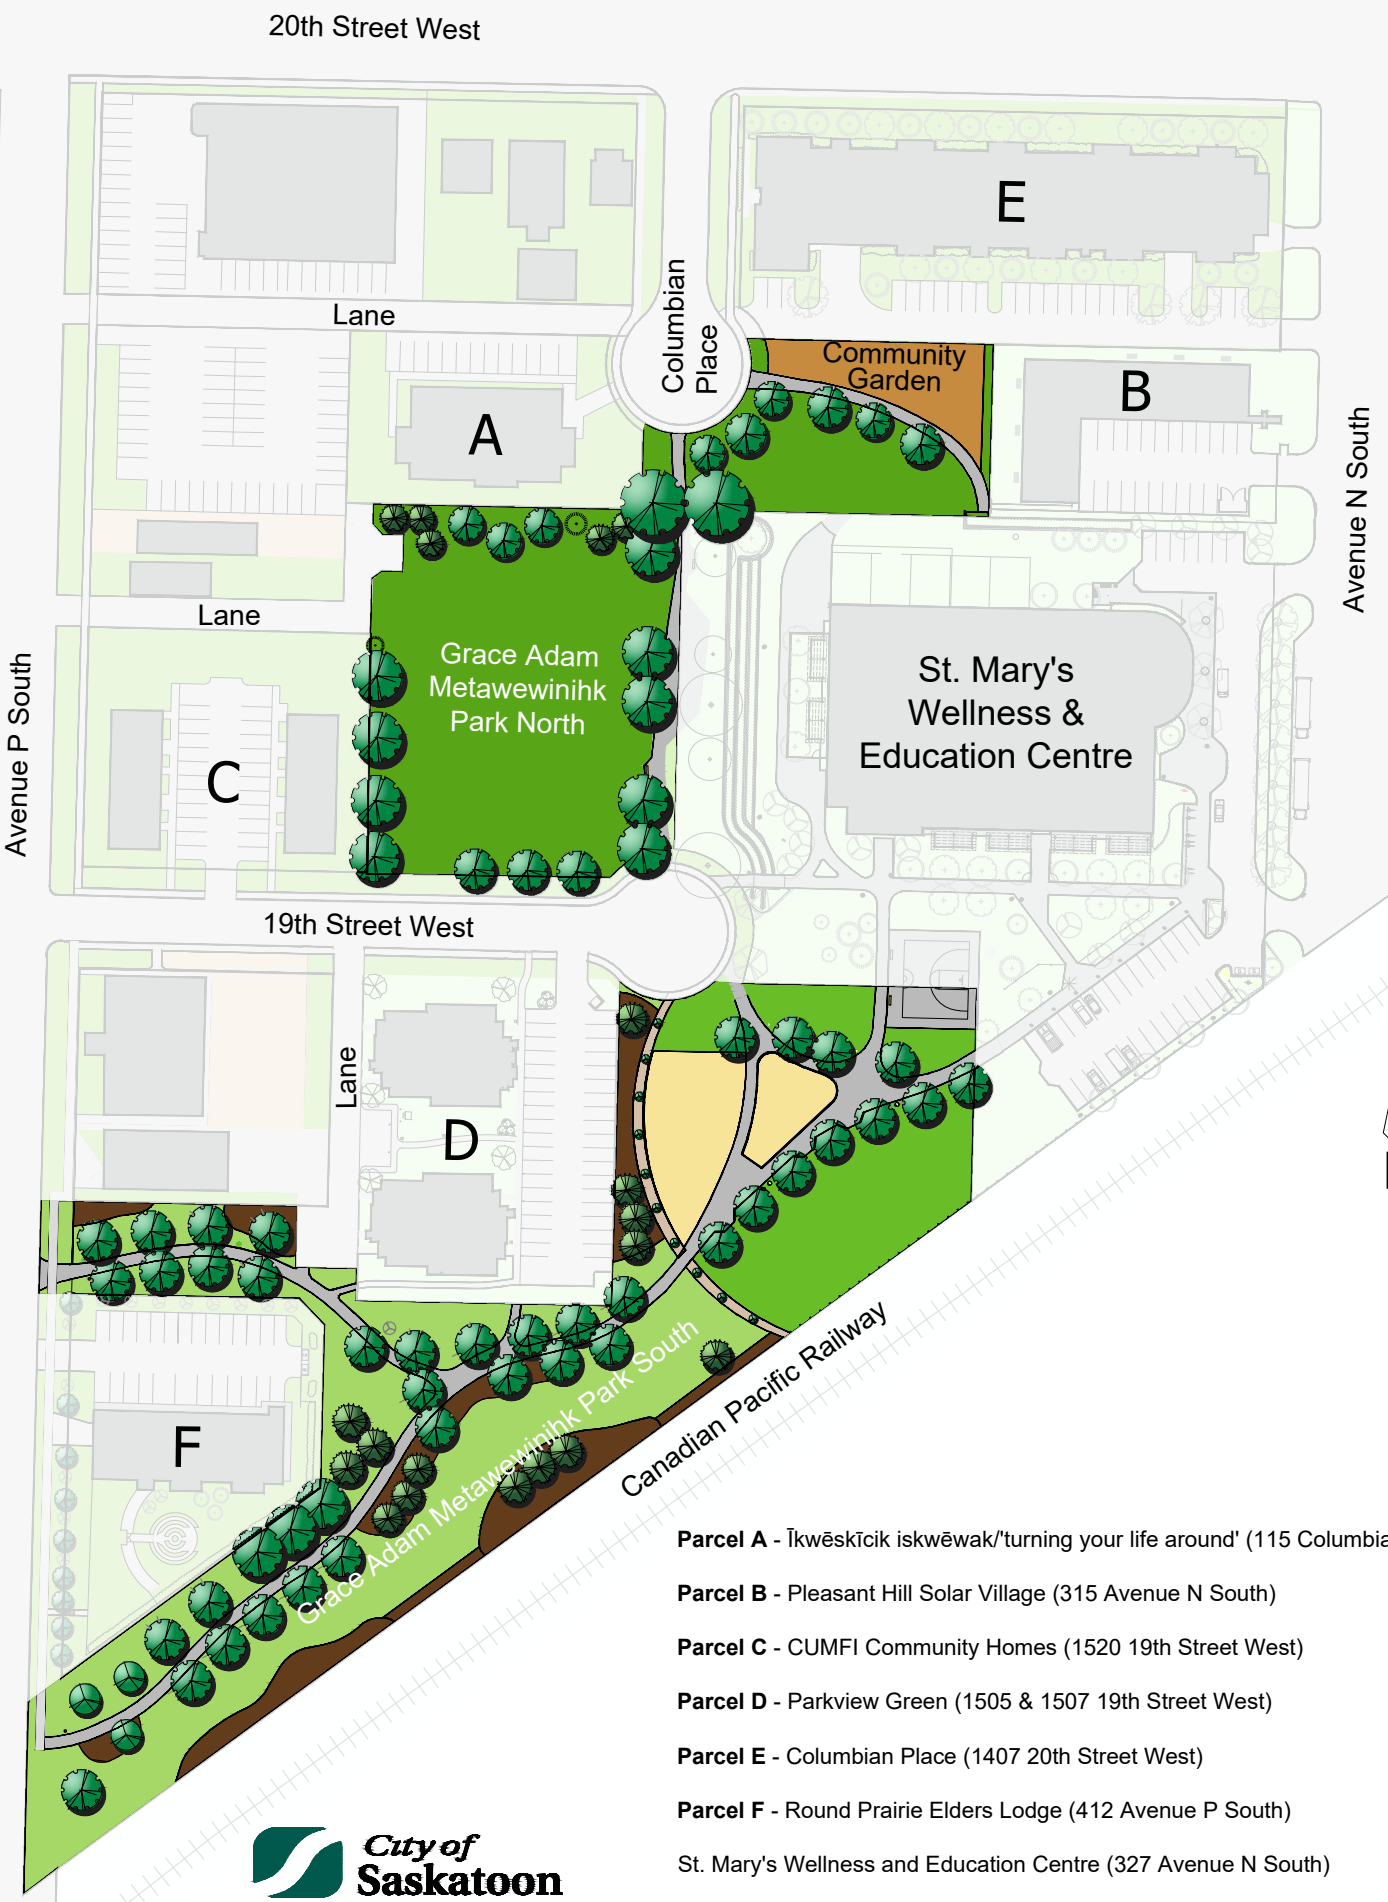 20th Street West
E
Lane
Columbian
Place
Community
Garden
B
A
Avenue N South
Lane
Grace Adam
Metawewinihk
Park North
St. Mary's
Wellness &
Education Centre
Avenue P South
C
19th Street West
Lane
D
Grace Adam Metawewinihk Park South
Canadian Pacific Railway
F
Parcel A - Īkwēskīcik iskwēwak/'turning your life around' (115 Columbia
Parcel B - Pleasant Hill Solar Village (315 Avenue N South)
Parcel C - CUMFI Community Homes (1520 19th Street West)
Parcel D - Parkview Green (1505 & 1507 19th Street West)
Parcel E - Columbian Place (1407 20th Street West)
Parcel F - Round Prairie Elders Lodge (412 Avenue P South)
St. Mary's Wellness and Education Centre (327 Avenue N South)
City of
Saskatoon